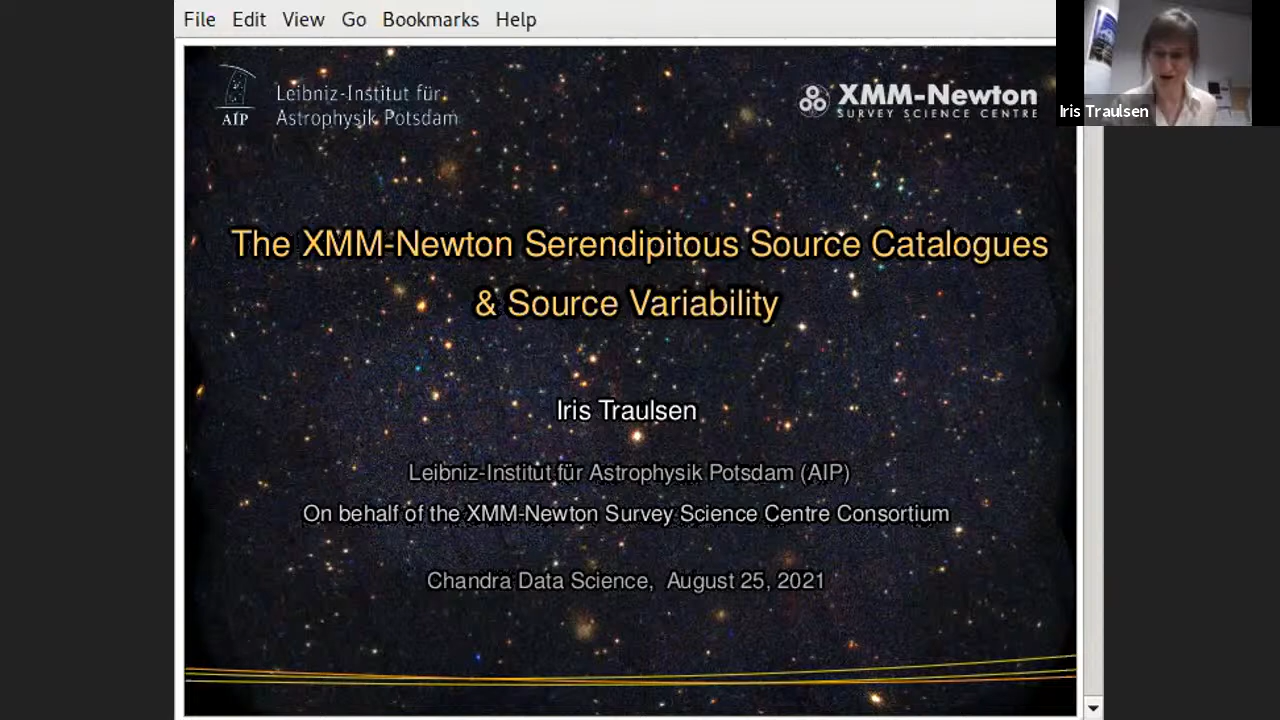 File Edit View Go Bookmarks Help
Leibniz-Institut für
Astrophysik Potsdam
AIP
XMM-Newton
SURVEY SCIENCE CENTRE
Iris Traulsen
The XMM-Newton Serendipitous Source Catalogues
& Source Variability
Iris Traulsen
Leibniz-Institut für Astrophysik Potsdam (AIP)
On behalf of the XMM-Newton Survey Science Centre Consortium
Chandra Data Science, August 25, 2021